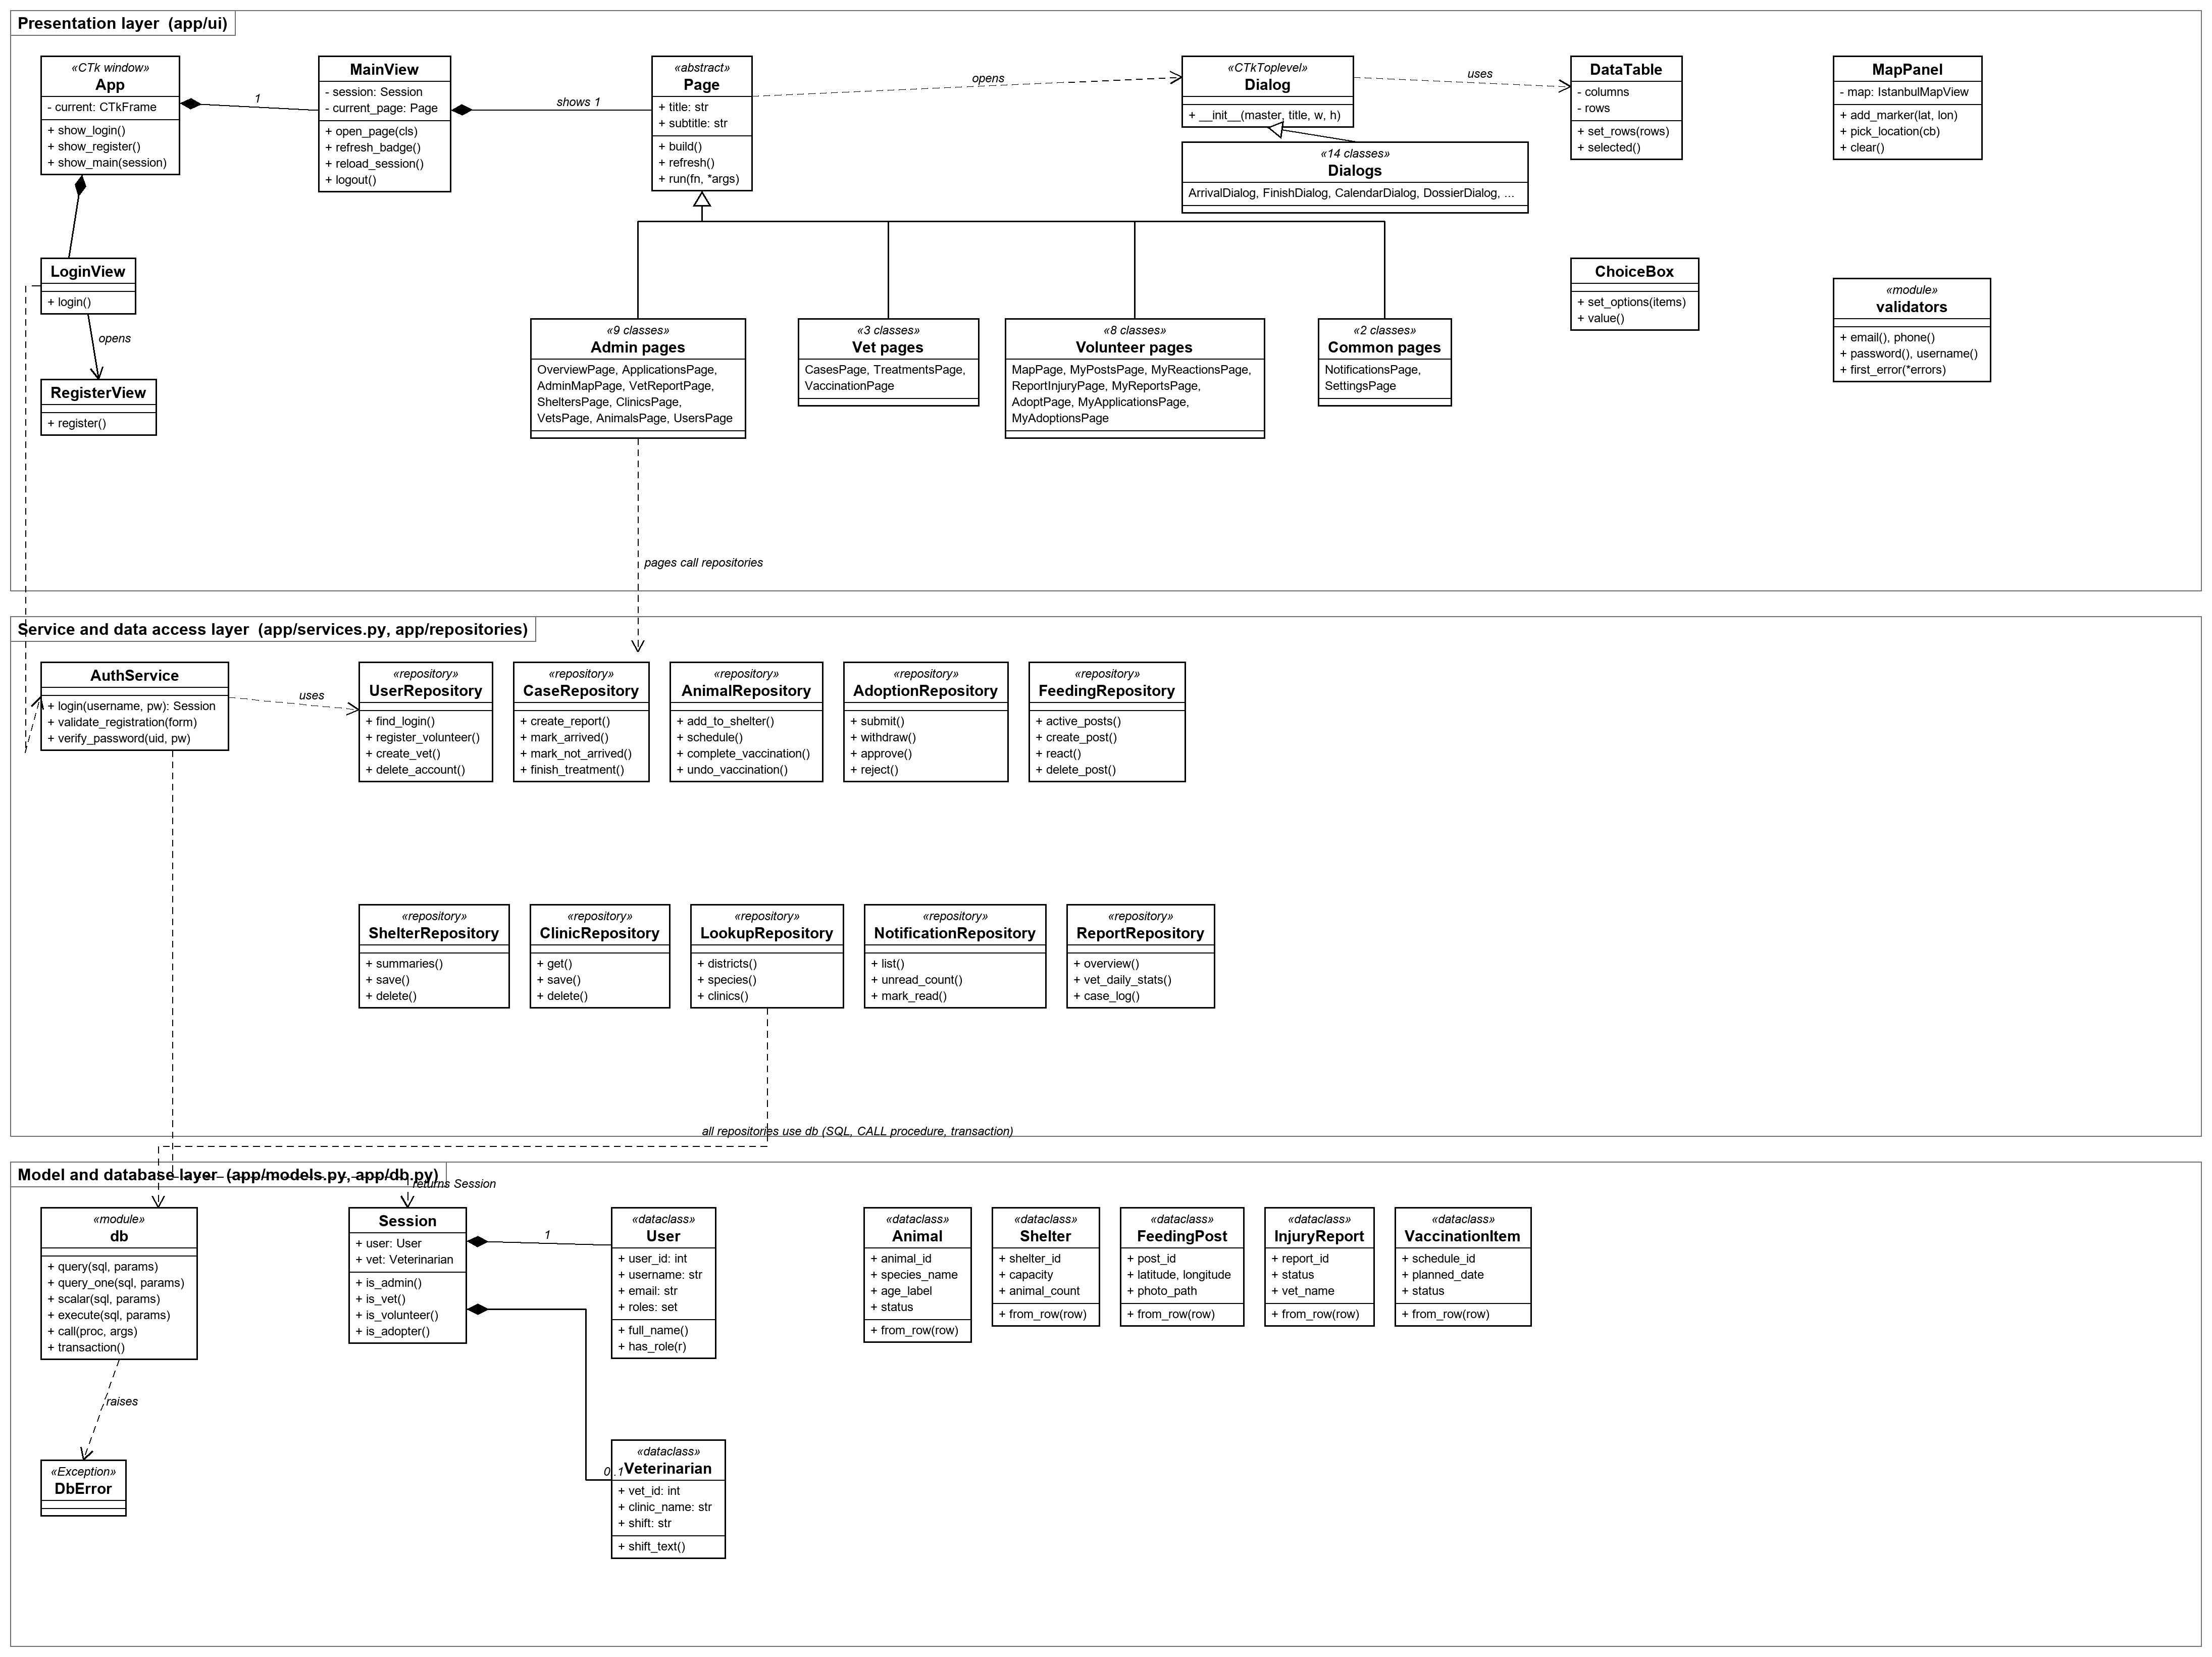 Presentation layer  (app/ui)
«CTk window»
App
- current: CTkFrame
+ show_login()
+ show_register()
+ show_main(session)
1
MainView
- session: Session
- current_page: Page
+ open_page(cls)
+ refresh_badge()
+ reload_session()
+ logout()
shows 1
«abstract»
Page
+ title: str
+ subtitle: str
+ build()
+ refresh()
+ run(fn, *args)
opens
«CTkToplevel»
Dialog
+ __init__(master, title, w, h)
uses
«14 classes»
Dialogs
ArrivalDialog, FinishDialog, CalendarDialog, DossierDialog, ...
DataTable
- columns
- rows
+ set_rows(rows)
+ selected()
MapPanel
- map: IstanbulMapView
+ add_marker(lat, lon)
+ pick_location(cb)
+ clear()
LoginView
+ login()
opens
RegisterView
+ register()
«9 classes»
Admin pages
OverviewPage, ApplicationsPage,
AdminMapPage, VetReportPage,
SheltersPage, ClinicsPage,
VetsPage, AnimalsPage, UsersPage
«3 classes»
Vet pages
CasesPage, TreatmentsPage,
VaccinationPage
«8 classes»
Volunteer pages
MapPage, MyPostsPage, MyReactionsPage,
ReportInjuryPage, MyReportsPage,
AdoptPage, MyApplicationsPage,
MyAdoptionsPage
«2 classes»
Common pages
NotificationsPage,
SettingsPage
ChoiceBox
+ set_options(items)
+ value()
«module»
validators
+ email(), phone()
+ password(), username()
+ first_error(*errors)
pages call repositories
Service and data access layer  (app/services.py, app/repositories)
AuthService
+ login(username, pw): Session
+ validate_registration(form)
+ verify_password(uid, pw)
uses
«repository»
UserRepository
+ find_login()
+ register_volunteer()
+ create_vet()
+ delete_account()
«repository»
CaseRepository
+ create_report()
+ mark_arrived()
+ mark_not_arrived()
+ finish_treatment()
«repository»
AnimalRepository
+ add_to_shelter()
+ schedule()
+ complete_vaccination()
+ undo_vaccination()
«repository»
AdoptionRepository
+ submit()
+ withdraw()
+ approve()
+ reject()
«repository»
FeedingRepository
+ active_posts()
+ create_post()
+ react()
+ delete_post()
«repository»
ShelterRepository
+ summaries()
+ save()
+ delete()
«repository»
ClinicRepository
+ get()
+ save()
+ delete()
«repository»
LookupRepository
+ districts()
+ species()
+ clinics()
«repository»
NotificationRepository
+ list()
+ unread_count()
+ mark_read()
«repository»
ReportRepository
+ overview()
+ vet_daily_stats()
+ case_log()
all repositories use db (SQL, CALL procedure, transaction)
Model and database layer  (app/models.py, app/db.py)
returns Session
«module»
db
+ query(sql, params)
+ query_one(sql, params)
+ scalar(sql, params)
+ execute(sql, params)
+ call(proc, args)
+ transaction()
raises
«Exception»
DbError
Session
+ user: User
+ vet: Veterinarian
+ is_admin()
+ is_vet()
+ is_volunteer()
+ is_adopter()
1
«dataclass»
User
+ user_id: int
+ username: str
+ email: str
+ roles: set
+ full_name()
+ has_role(r)
0..1
«dataclass»
Veterinarian
+ vet_id: int
+ clinic_name: str
+ shift: str
+ shift_text()
«dataclass»
Animal
+ animal_id
+ species_name
+ age_label
+ status
+ from_row(row)
«dataclass»
Shelter
+ shelter_id
+ capacity
+ animal_count
+ from_row(row)
«dataclass»
FeedingPost
+ post_id
+ latitude, longitude
+ photo_path
+ from_row(row)
«dataclass»
InjuryReport
+ report_id
+ status
+ vet_name
+ from_row(row)
«dataclass»
VaccinationItem
+ schedule_id
+ planned_date
+ status
+ from_row(row)